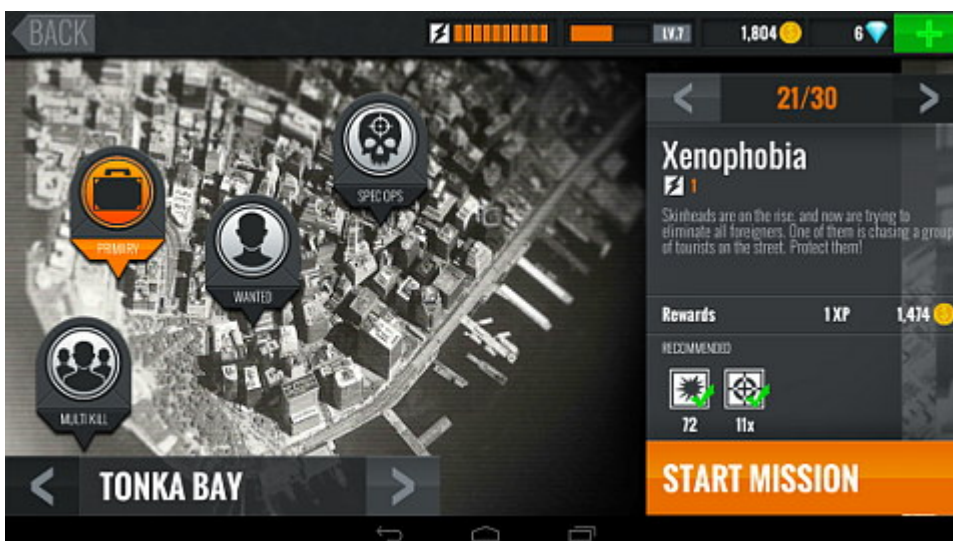 BACK
LV.7
1,804
6
21/30
Xenophobia
1
Skinheads are on the rise, and now are trying to
eliminate all foreigners. One of them is chasing a group
of tourists on the street. Protect them!
Rewards 1 XP 1,474
RECOMMENDED
72 11x
START MISSION
SPEC OPS
PRIMARY
WANTED
MULTI KILL
TONKA BAY